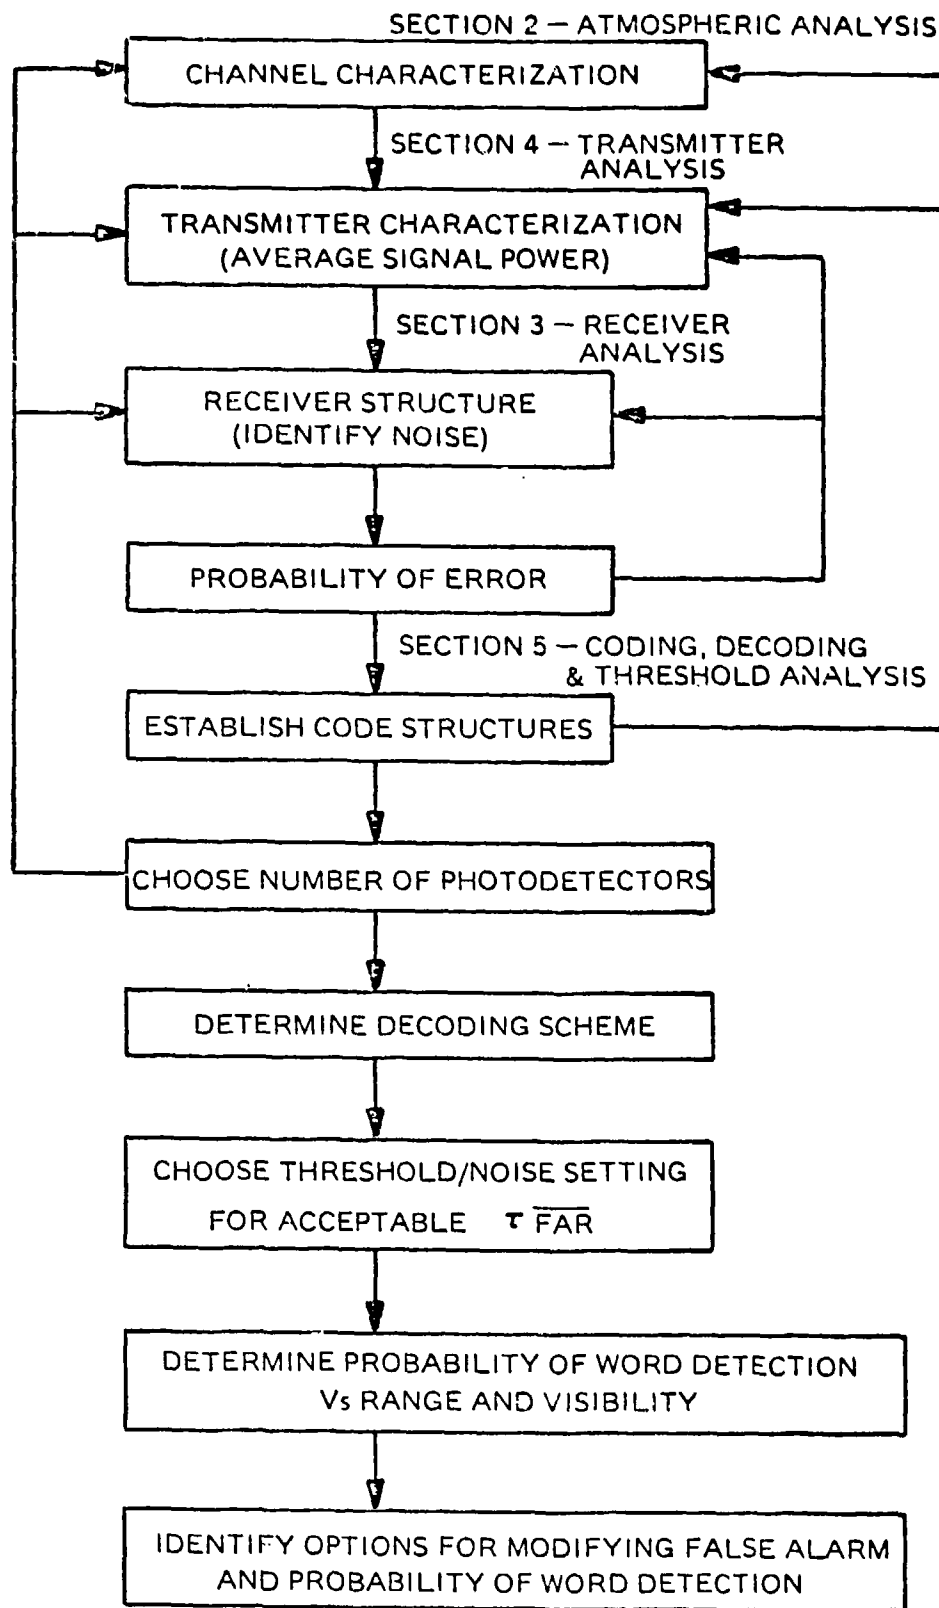 SECTION 2 – ATMOSPHERIC ANALYSIS
CHANNEL CHARACTERIZATION
SECTION 4 – TRANSMITTER
ANALYSIS
TRANSMITTER CHARACTERIZATION
(AVERAGE SIGNAL POWER)
SECTION 3 – RECEIVER
ANALYSIS
RECEIVER STRUCTURE
(IDENTIFY NOISE)
PROBABILITY OF ERROR
SECTION 5 – CODING, DECODING
& THRESHOLD ANALYSIS
ESTABLISH CODE STRUCTURES
CHOOSE NUMBER OF PHOTODETECTORS
DETERMINE DECODING SCHEME
CHOOSE THRESHOLD/NOISE SETTING
FOR ACCEPTABLE τ F̅A̅R̅
DETERMINE PROBABILITY OF WORD DETECTION
Vs RANGE AND VISIBILITY
IDENTIFY OPTIONS FOR MODIFYING FALSE ALARM
AND PROBABILITY OF WORD DETECTION